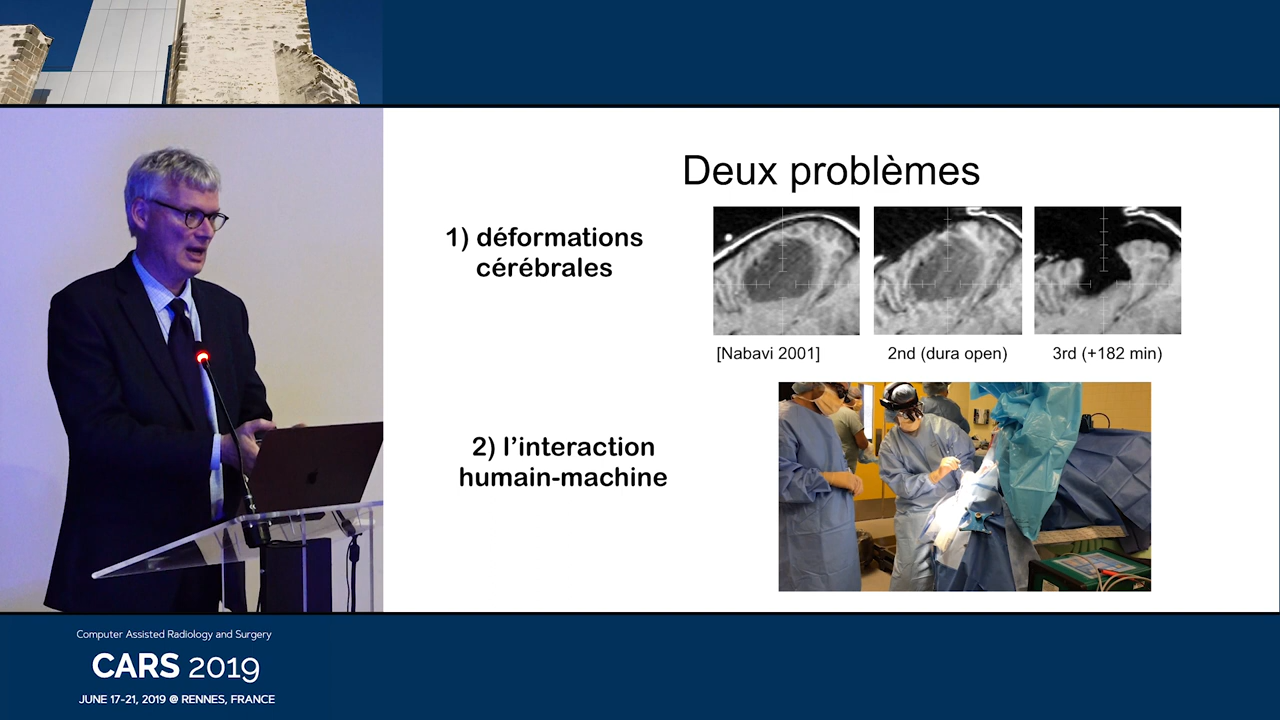 Deux problèmes
1) déformations
cérébrales
[Nabavi 2001]
2nd (dura open)
3rd (+182 min)
2) l’interaction
humain-machine
Computer Assisted Radiology and Surgery
CARS 2019
JUNE 17-21, 2019 @ RENNES, FRANCE